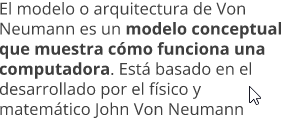 El modelo o arquitectura de Von
Neumann es un modelo conceptual
que muestra cómo funciona una
computadora. Está basado en el
desarrollado por el físico y
matemático John Von Neumann